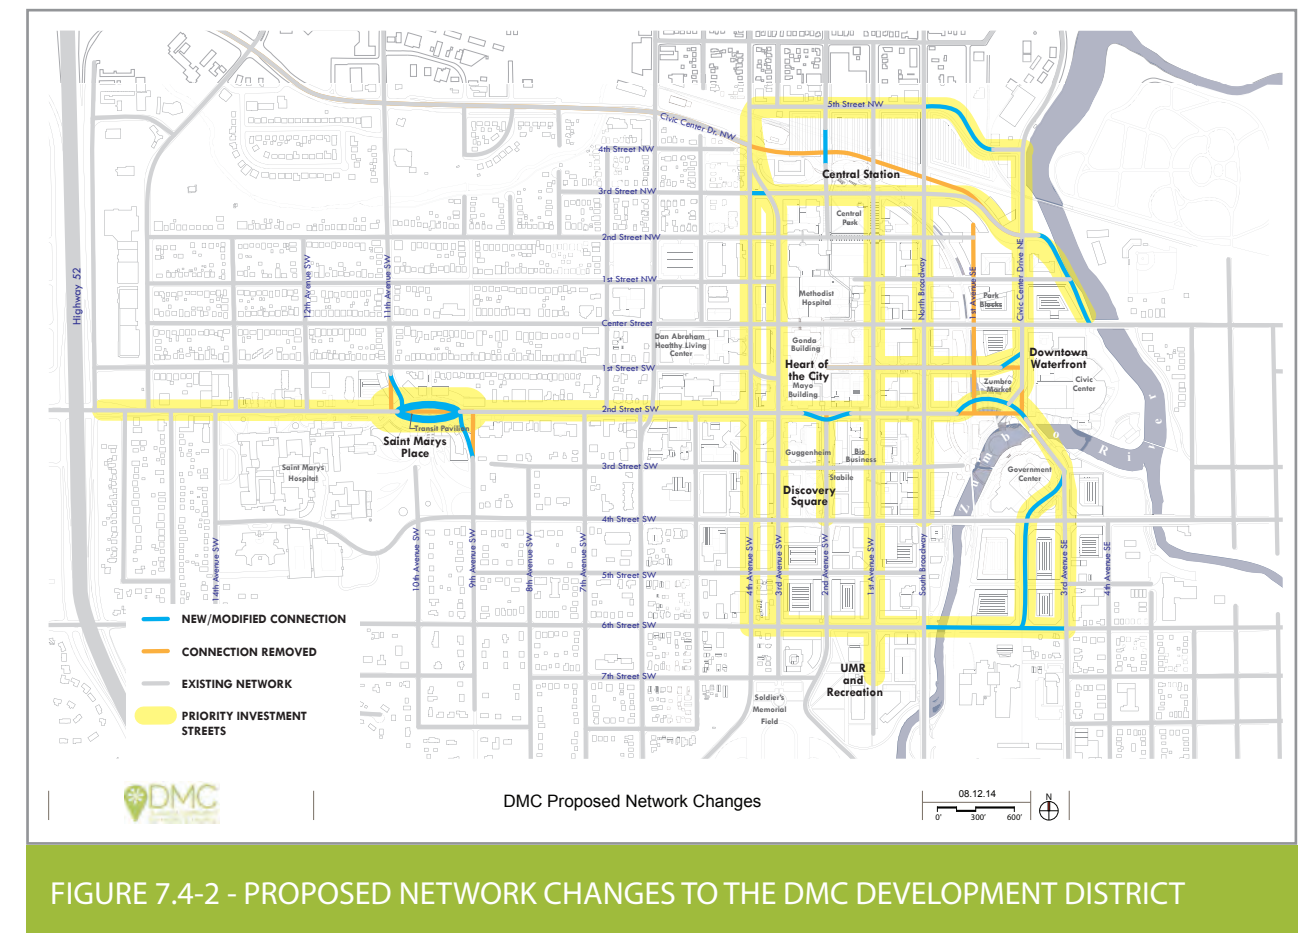 5th Street NW
Civic Center Dr. NW
4th Street NW
Central Station
3rd Street NW
Central
Park
2nd Street NW
Highway 52
12th Avenue SW
11th Avenue SW
North Broadway
1st Avenue SE
Civic Center Drive NE
1st Street NW
Methodist
Hospital
Park
Blocks
Center Street
Dan Abraham
Healthy Living
Center
Gonda
Building
Downtown
Waterfront
Heart of
the City
1st Street SW
Mayo
Building
Zumbro
Market
Civic
Center
2nd Street SW
Transit Pavilion
Saint Marys
Place
Zumbro River
Guggenheim
Bio
Business
3rd Street SW
Saint Marys
Hospital
Stabile
Government
Center
Discovery
Square
4th Street SW
14th Avenue SW
10th Avenue SW
9th Avenue SW
8th Avenue SW
7th Avenue SW
4th Avenue SW
3rd Avenue SW
2nd Avenue SW
1st Avenue SW
South Broadway
3rd Avenue SE
4th Avenue SE
5th Street SW
6th Street SW
NEW/MODIFIED CONNECTION
CONNECTION REMOVED
EXISTING NETWORK
PRIORITY INVESTMENT
STREETS
7th Street SW
UMR
and
Recreation
Soldier's
Memorial
Field
DMC
DMC Proposed Network Changes
08.12.14
0' 300' 600'
N
FIGURE 7.4-2 - PROPOSED NETWORK CHANGES TO THE DMC DEVELOPMENT DISTRICT